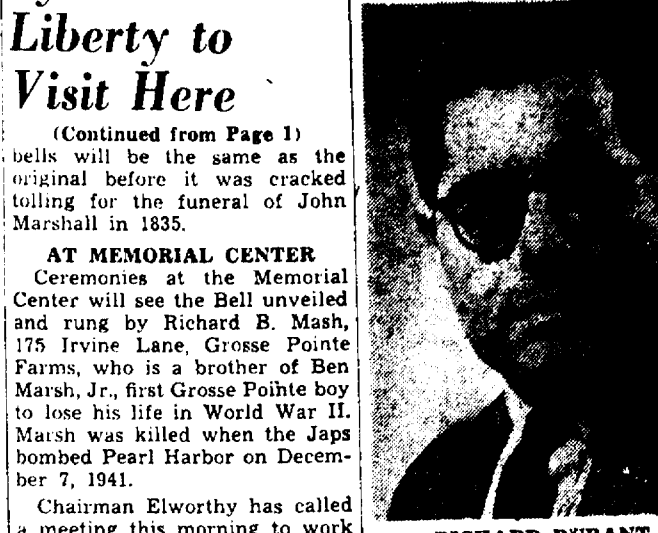 Liberty to
Visit Here
(Continued from Page 1)
bells will be the same as the
original before it was cracked
tolling for the funeral of John
Marshall in 1835.
AT MEMORIAL CENTER
Ceremonies at the Memorial
Center will see the Bell unveiled
and rung by Richard B. Mash,
175 Irvine Lane, Grosse Pointe
Farms, who is a brother of Ben
Marsh, Jr., first Grosse Pointe boy
to lose his life in World War II.
Marsh was killed when the Japs
bombed Pearl Harbor on Decem-
ber 7, 1941.
Chairman Elworthy has called
a meeting this morning to work
RICHARD DURANT